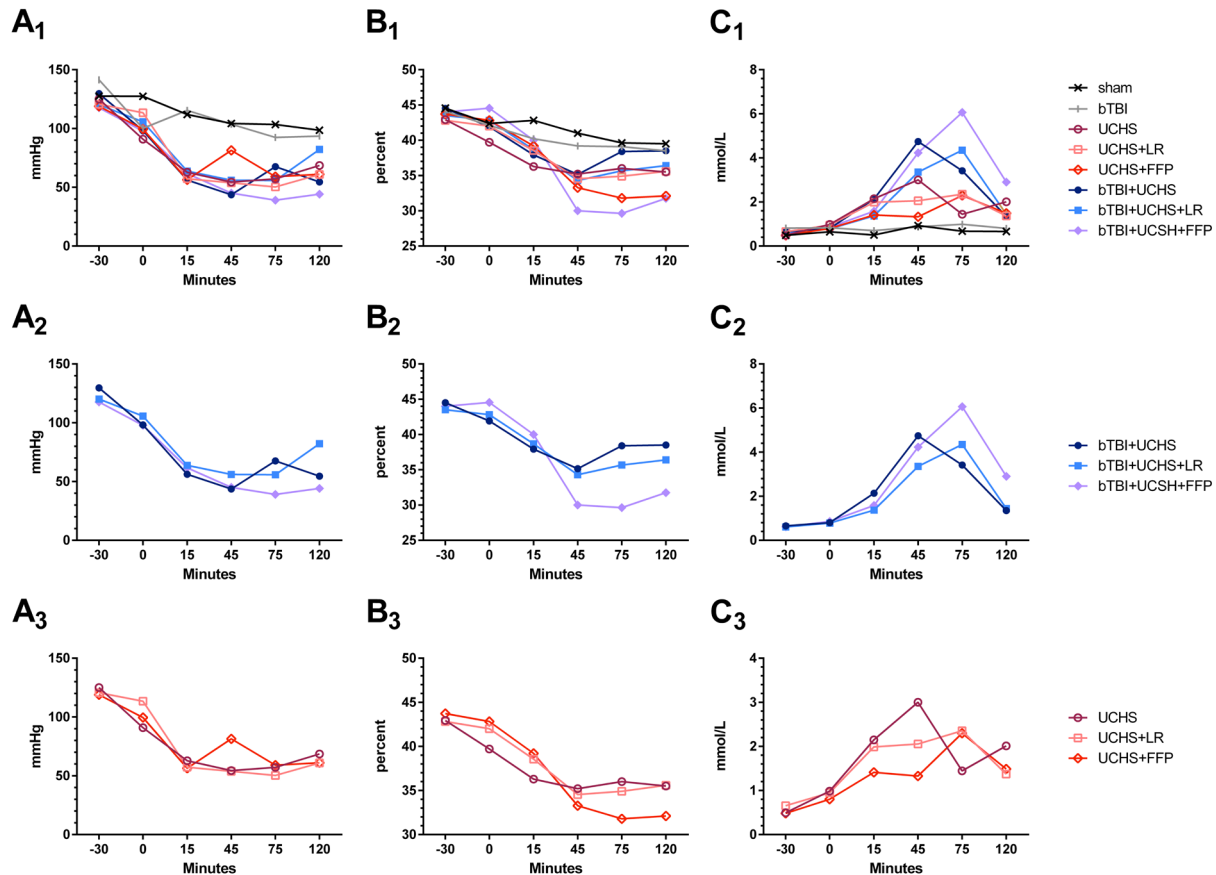 A1
B1
C1
mmHg
150
100
50
0
-30 0 15 45 75 120
Minutes
percent
50
45
40
35
30
25
-30 0 15 45 75 120
Minutes
mmol/L
8
6
4
2
0
-30 0 15 45 75 120
Minutes
sham
bTBI
UCHS
UCHS+LR
UCHS+FFP
bTBI+UCHS
bTBI+UCHS+LR
bTBI+UCSH+FFP
A2
B2
C2
mmHg
150
100
50
0
-30 0 15 45 75 120
Minutes
percent
50
45
40
35
30
25
-30 0 15 45 75 120
Minutes
mmol/L
8
6
4
2
0
-30 0 15 45 75 120
Minutes
bTBI+UCHS
bTBI+UCHS+LR
bTBI+UCSH+FFP
A3
B3
C3
mmHg
150
100
50
0
-30 0 15 45 75 120
Minutes
percent
50
45
40
35
30
-30 0 15 45 75 120
Minutes
mmol/L
4
3
2
1
0
-30 0 15 45 75 120
Minutes
UCHS
UCHS+LR
UCHS+FFP